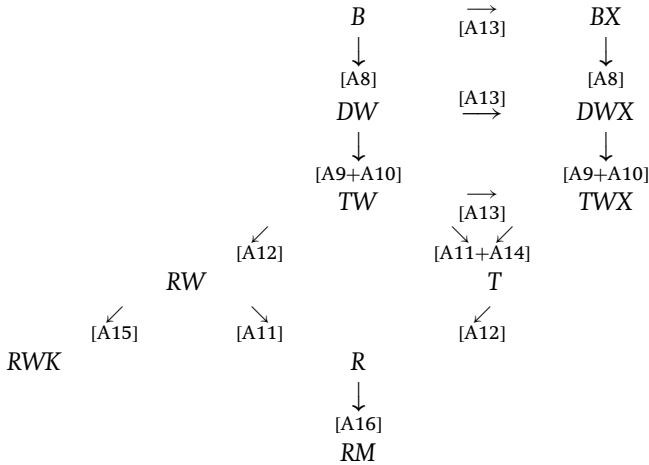 B → BX
[A13]
↓ ↓
[A8] [A8]
[A13]
DW → DWX
↓ ↓
[A9+A10] [A9+A10]
TW → TWX
[A13]
↙ ↘ ↙
[A12] [A11+A14]
RW T
↙ ↘ ↙
[A15] [A11] [A12]
RWK R
↓
[A16]
RM